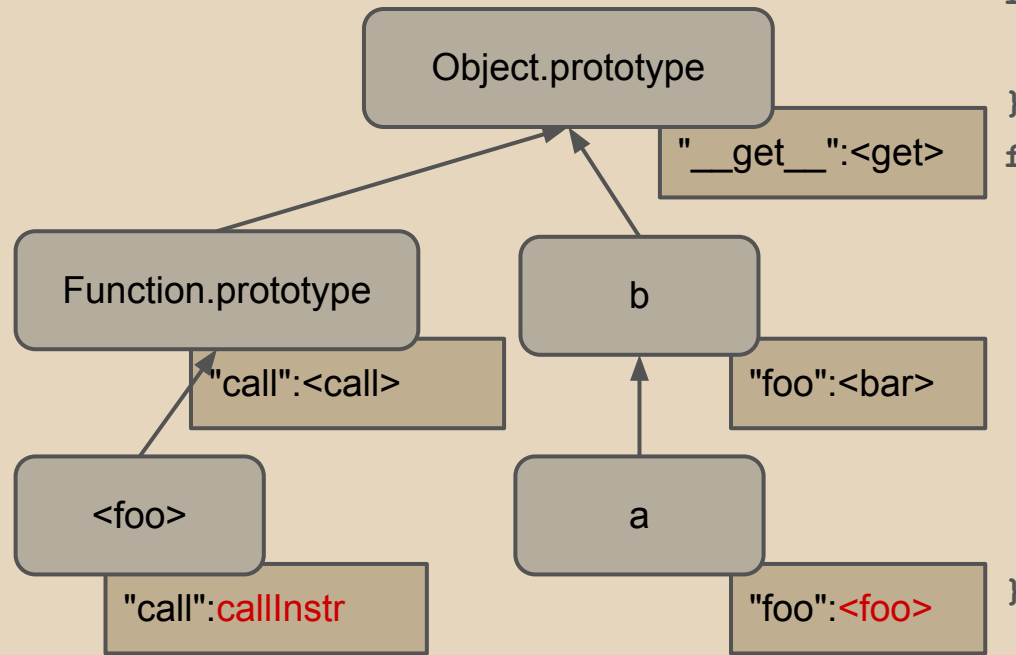 Object.prototype
}
"__get__":<get>
f
Function.prototype
b
"call":<call>
"foo":<bar>
<foo>
a
"call":callInstr
"foo":<foo>
}